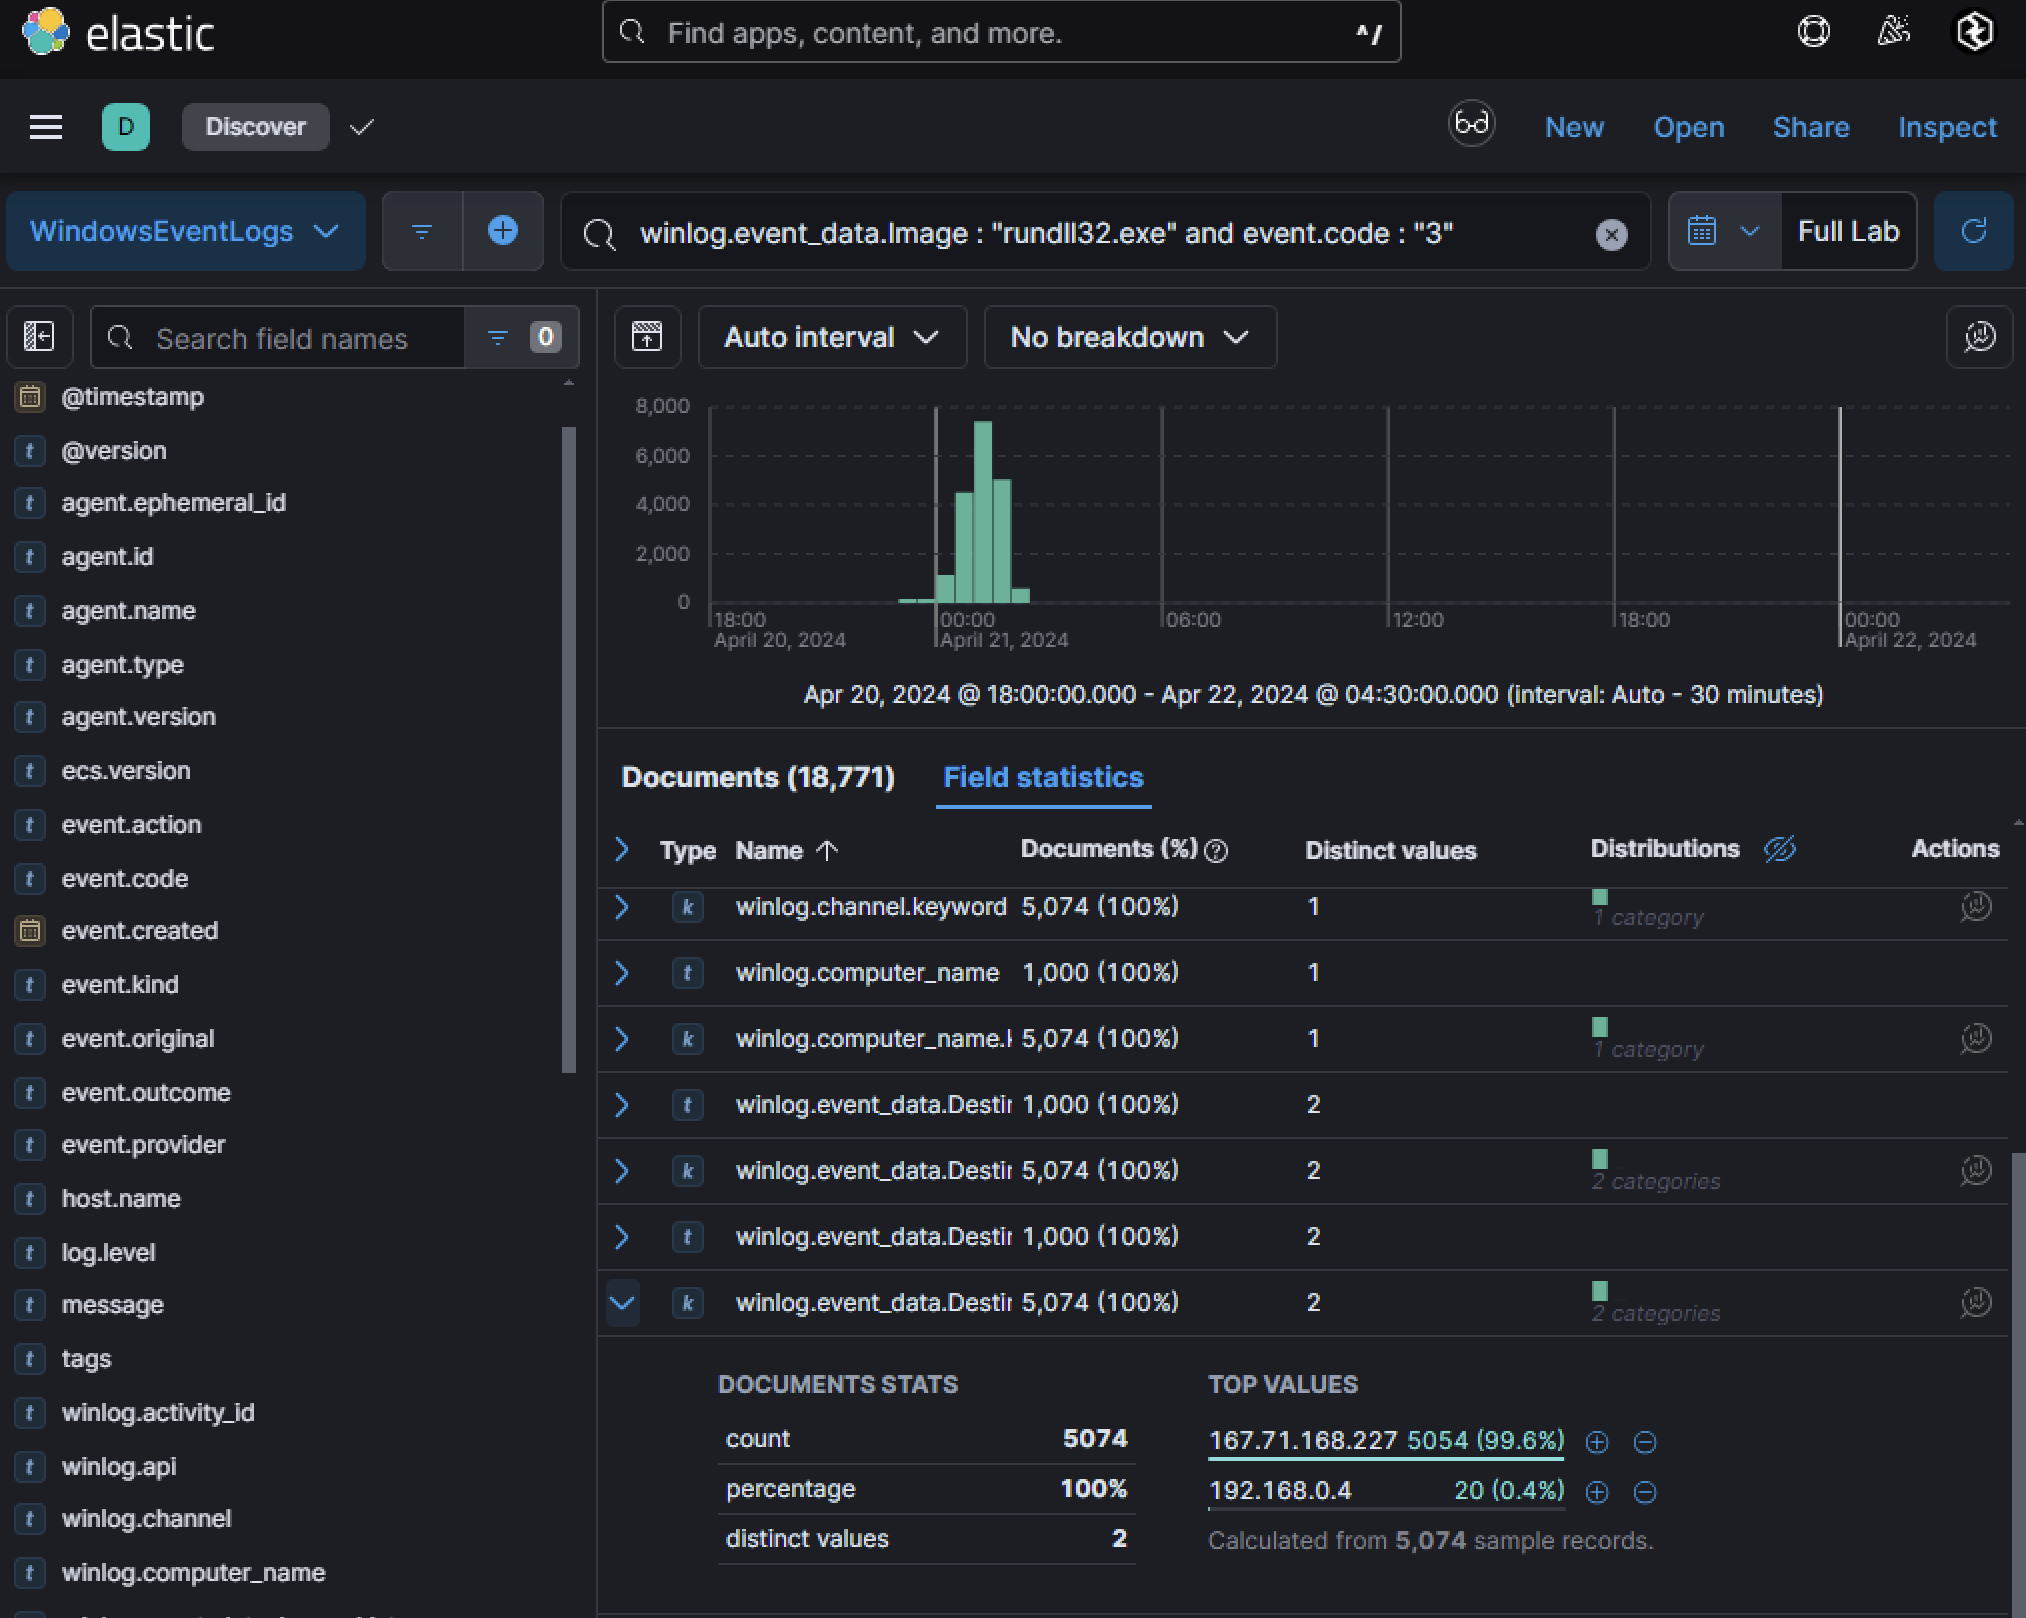 elastic
Find apps, content, and more.
^/
D
Discover
New
Open
Share
Inspect
WindowsEventLogs
winlog.event_data.Image : "rundll32.exe" and event.code : "3"
Full Lab
Search field names
0
Auto interval
No breakdown
@timestamp
@version
agent.ephemeral_id
agent.id
agent.name
agent.type
agent.version
ecs.version
event.action
event.code
event.created
event.kind
event.original
event.outcome
event.provider
host.name
log.level
message
tags
winlog.activity_id
winlog.api
winlog.channel
winlog.computer_name
8,000
6,000
4,000
2,000
0
18:00
April 20, 2024
00:00
April 21, 2024
06:00
12:00
18:00
00:00
April 22, 2024
Apr 20, 2024 @ 18:00:00.000 - Apr 22, 2024 @ 04:30:00.000 (interval: Auto - 30 minutes)
Documents (18,771)
Field statistics
Type Name Documents (%) Distinct values Distributions Actions
k winlog.channel.keyword 5,074 (100%) 1 1 category
t winlog.computer_name 1,000 (100%) 1
k winlog.computer_name.k 5,074 (100%) 1 1 category
t winlog.event_data.Destin 1,000 (100%) 2
k winlog.event_data.Destin 5,074 (100%) 2 2 categories
t winlog.event_data.Destin 1,000 (100%) 2
k winlog.event_data.Destin 5,074 (100%) 2 2 categories
DOCUMENTS STATS
count 5074
percentage 100%
distinct values 2
TOP VALUES
167.71.168.227 5054 (99.6%)
192.168.0.4 20 (0.4%)
Calculated from 5,074 sample records.